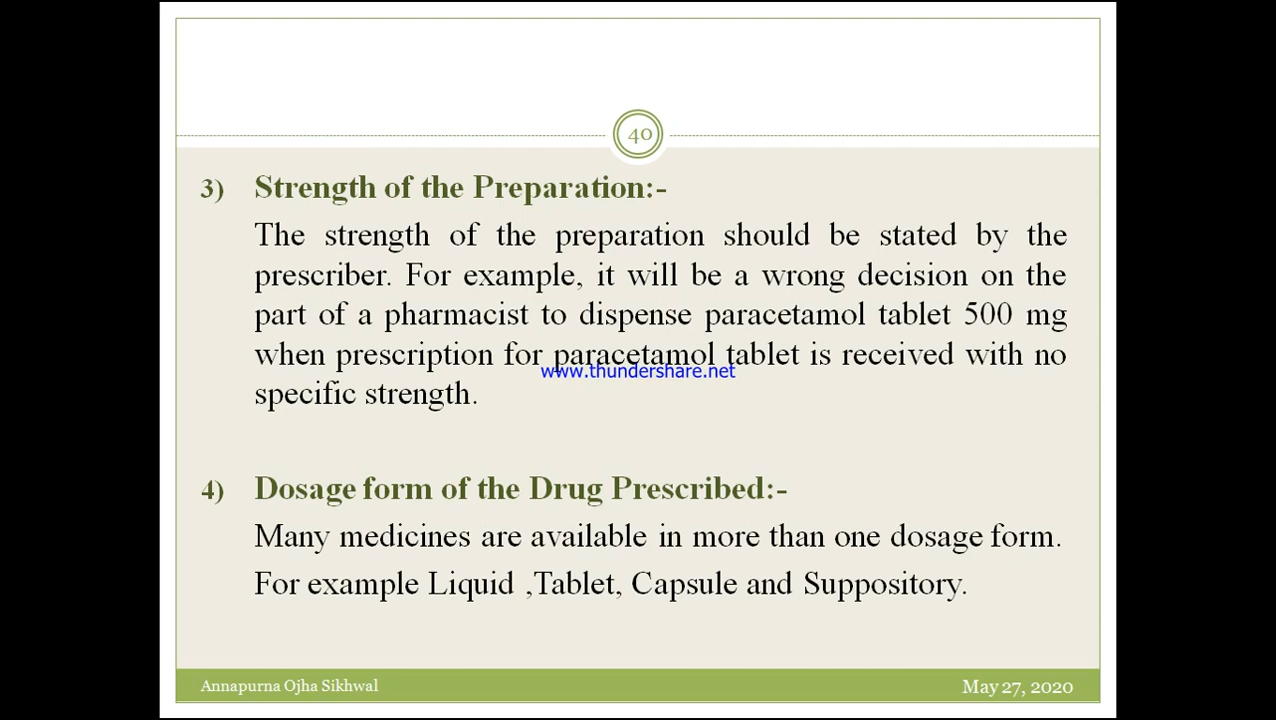 40
3) Strength of the Preparation:-
The strength of the preparation should be stated by the
prescriber. For example, it will be a wrong decision on the
part of a pharmacist to dispense paracetamol tablet 500 mg
when prescription for paracetamol tablet is received with no
www.thundershare.net
specific strength.
4) Dosage form of the Drug Prescribed:-
Many medicines are available in more than one dosage form.
For example Liquid ,Tablet, Capsule and Suppository.
Annapurna Ojha Sikhwal
May 27, 2020